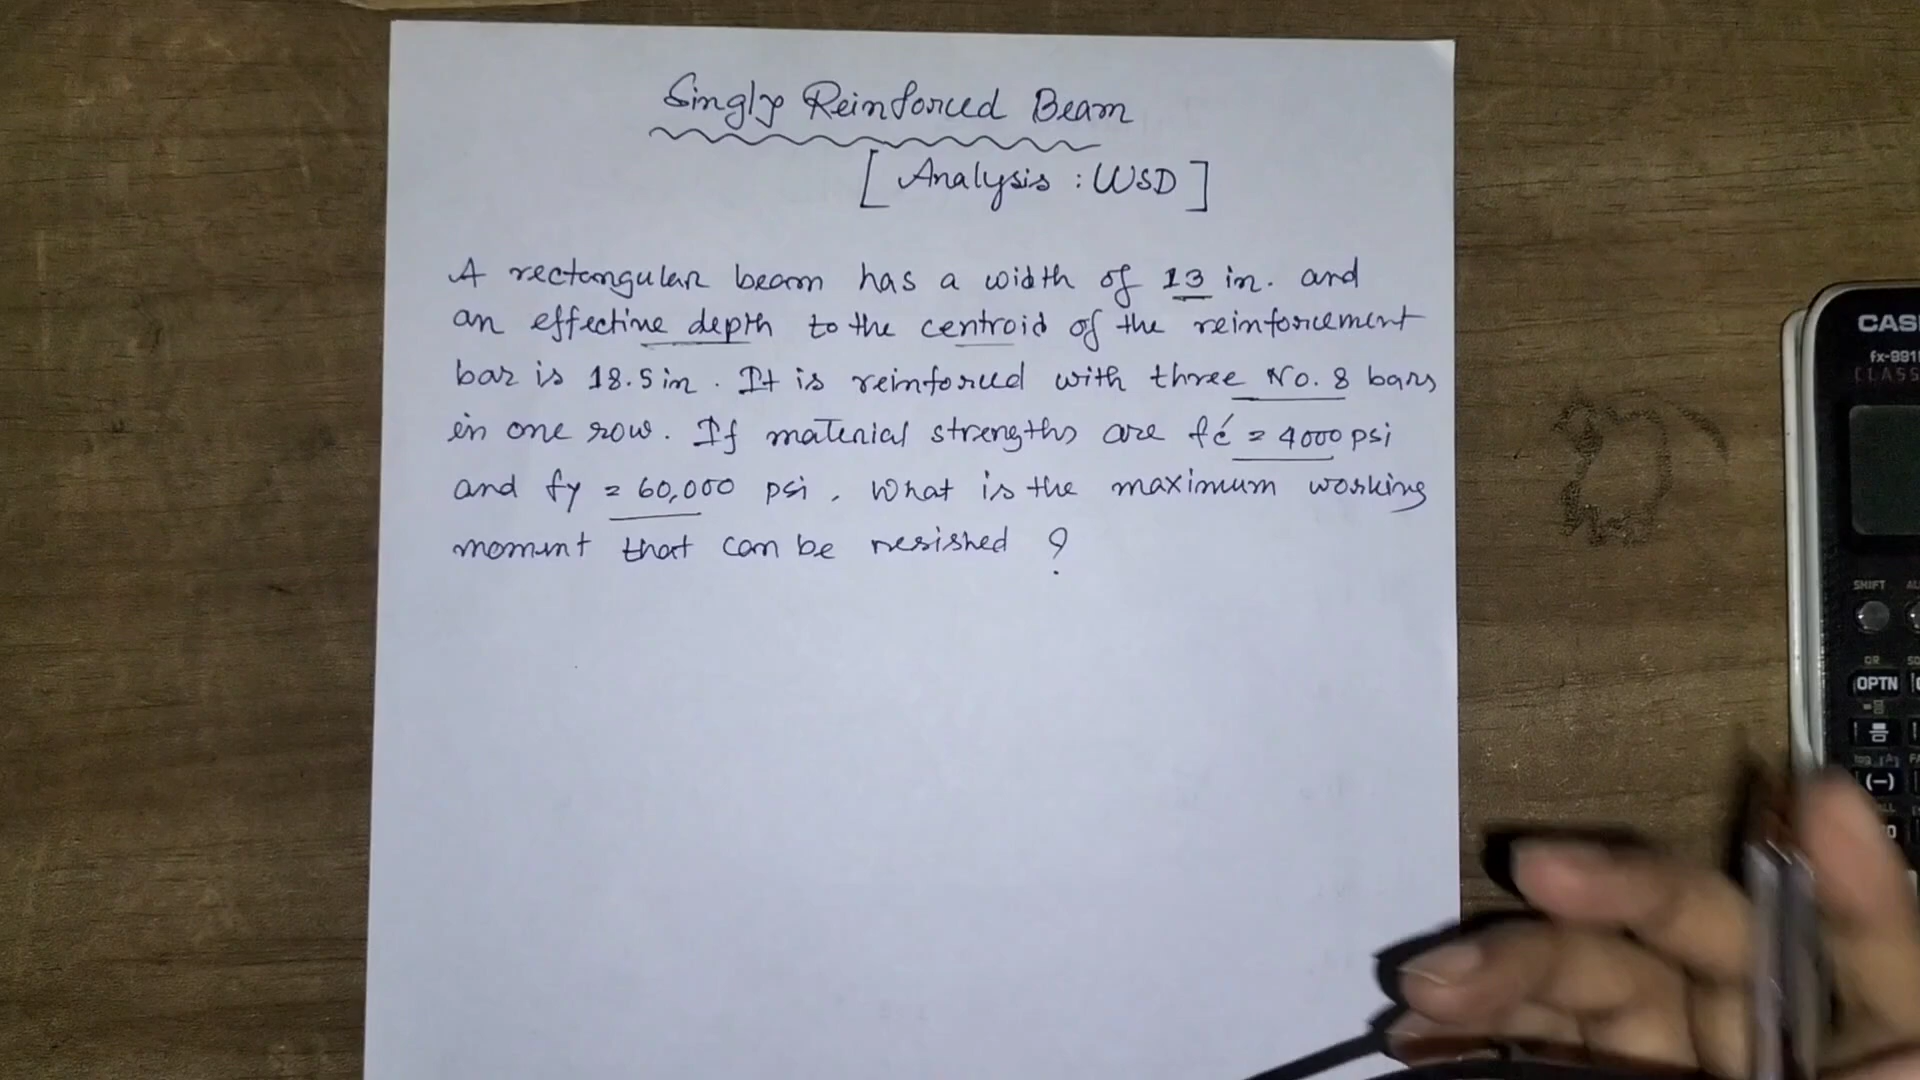 Singly Reinforced Beam
[ Analysis : WSD ]
A rectangular beam has a width of 13 in. and
an effective depth to the centroid of the reinforcement
bar is 18.5 in. It is reinforced with three No. 8 bars
in one row. If material strengths are fć = 4000 psi
and fy = 60,000 psi, What is the maximum working
moment that can be resished ?
CAS
fx-991
CLASS
SHIFT
OPTN
(-)